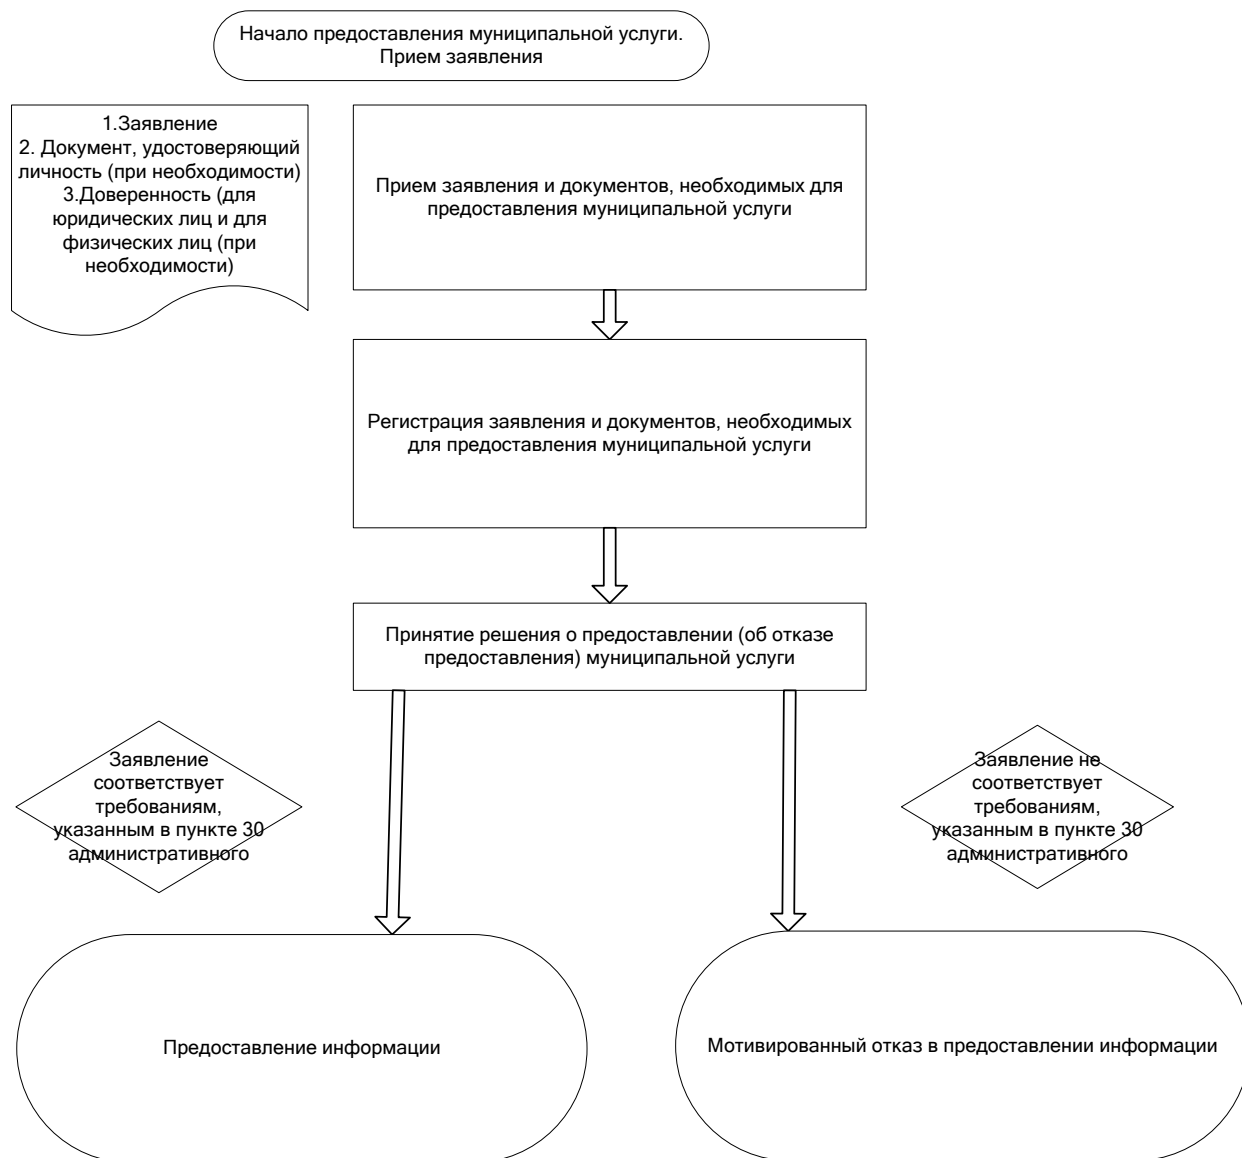 Начало предоставления муниципальной услуги.
Прием заявления
1.Заявление
2. Документ, удостоверяющий
личность (при необходимости)
3.Доверенность (для
юридических лиц и для
физических лиц (при
необходимости)
Прием заявления и документов, необходимых для
предоставления муниципальной услуги
Регистрация заявления и документов, необходимых
для предоставления муниципальной услуги
Принятие решения о предоставлении (об отказе
предоставления) муниципальной услуги
Заявление
соответствует
требованиям,
указанным в пункте 30
административного
Заявление не
соответствует
требованиям,
указанным в пункте 30
административного
Предоставление информации
Мотивированный отказ в предоставлении информации